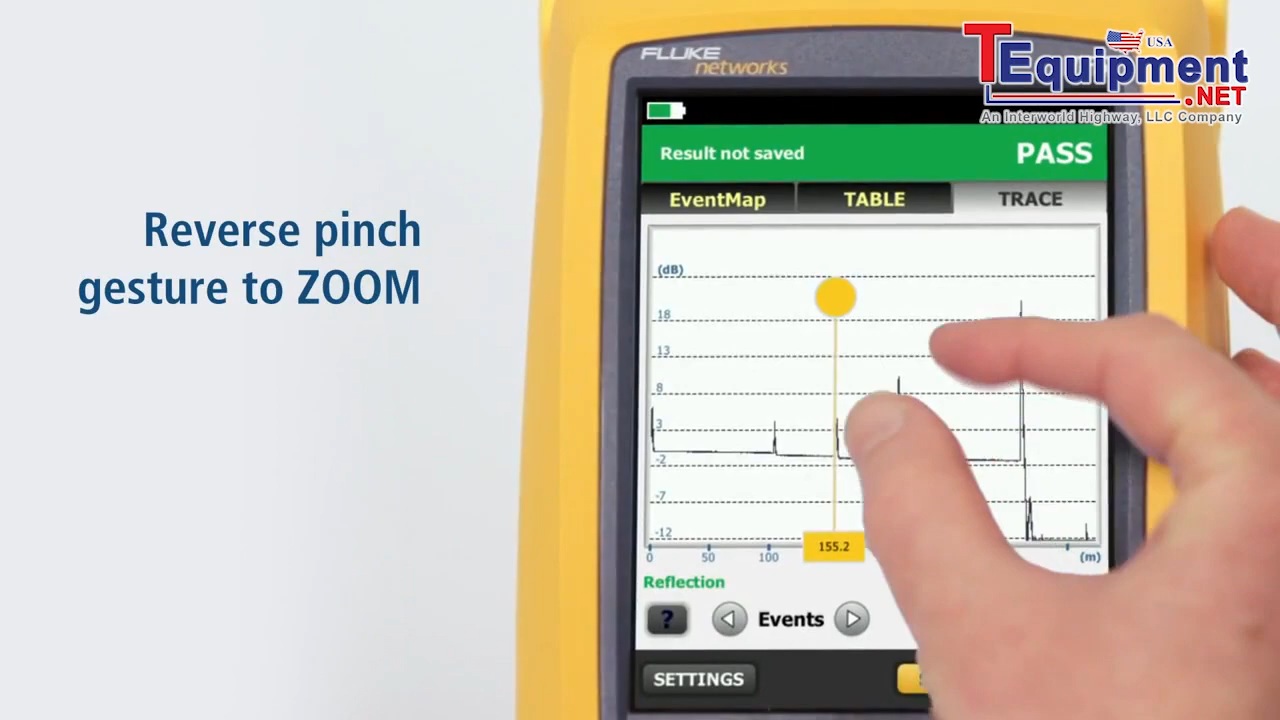 FLUKE
networks
USA
TEquipment
.NET
An Interworld Highway, LLC Company
Result not saved
PASS
EventMap
TABLE
TRACE
Reverse pinch
gesture to ZOOM
(dB)
18
13
8
3
-2
-7
-12
155.2
0
50
100
(m)
Reflection
?
Events
SETTINGS